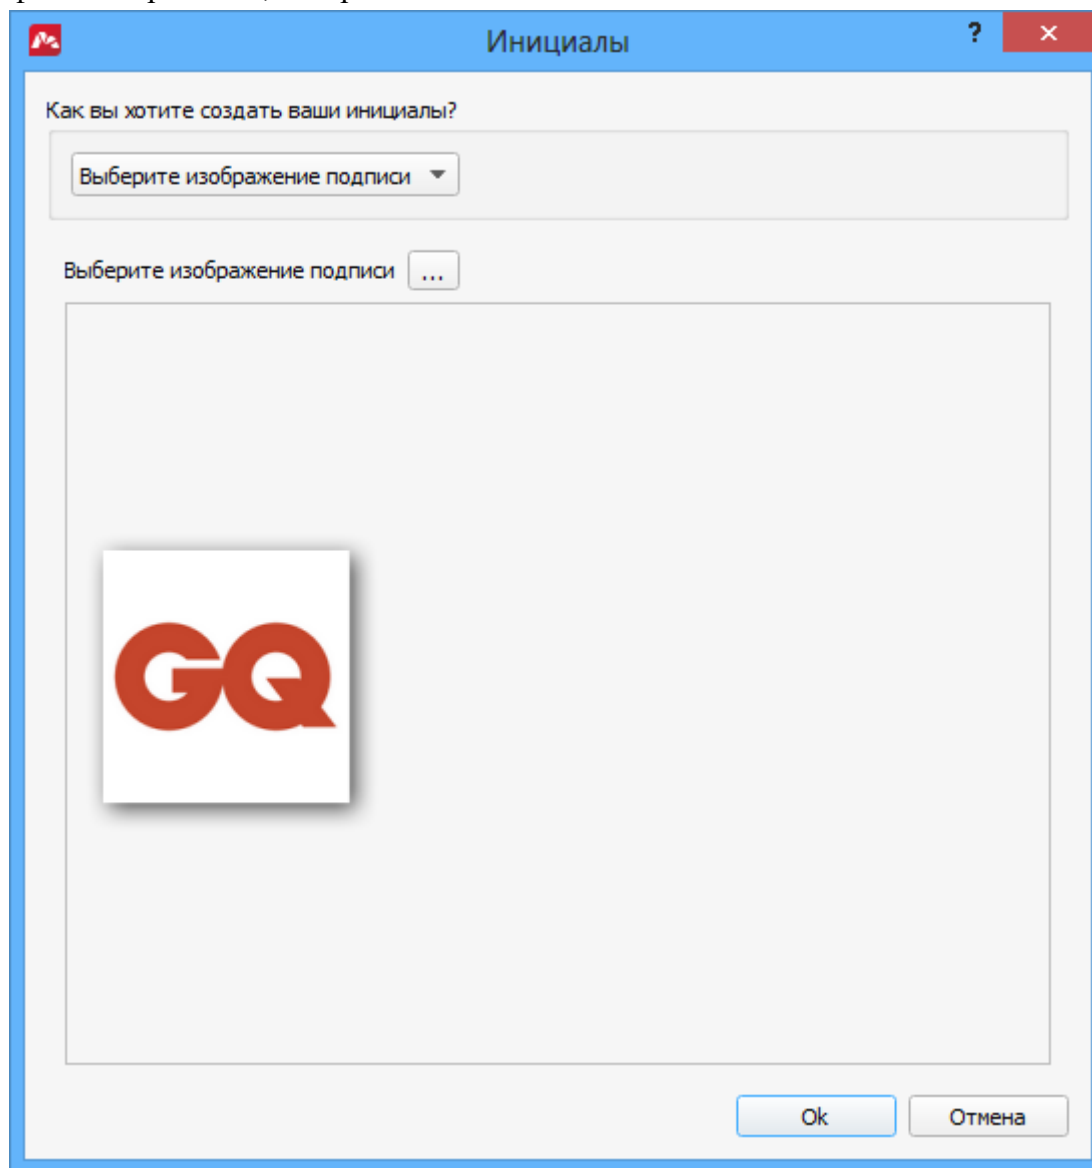 Инициалы ?
Как вы хотите создать ваши инициалы?
Выберите изображение подписи
Выберите изображение подписи ...
GQ
Ok Отмена